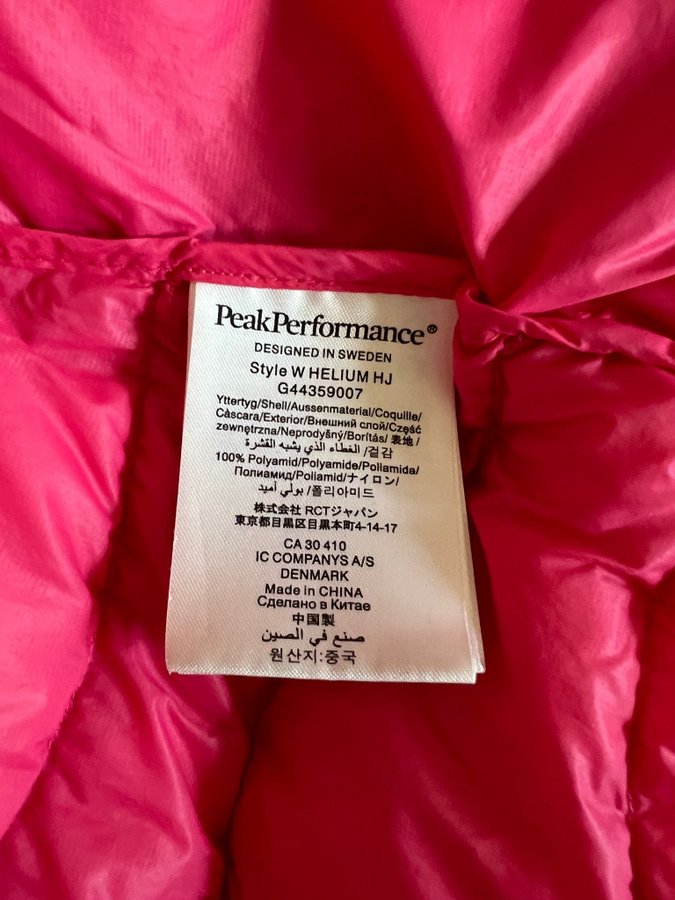 PeakPerformance®
DESIGNED IN SWEDEN
Style W HELIUM HJ
G44359007
Yttertyg/Shell/Aussenmaterial/Coquille/
Càscara/Exterior/Внешний слой/Część
zewnętrzna/Neprodyšný/Borítás/ 表地/
겉감/ الغطاء الذي يشبه القشرة
100% Polyamid/Polyamide/Poliamida/
Полиамид/Poliamid/ナイロン/
폴리아미드/ بولي أميد
株式会社 RCTジャパン
東京都目黒区目黒本町4-14-17
CA 30 410
IC COMPANYS A/S
DENMARK
Made in CHINA
Сделано в Китае
中国製
صنع في الصين
원산지:중국